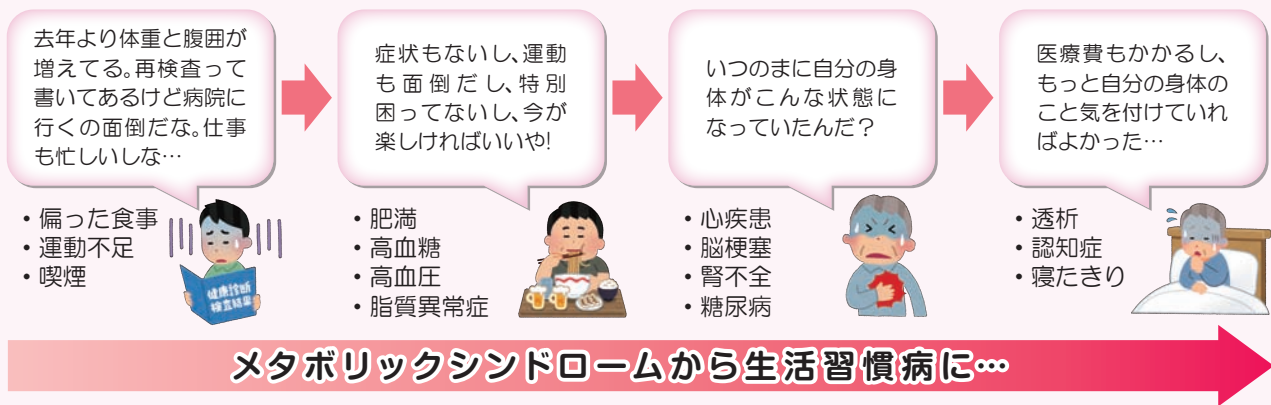 去年より体重と腹囲が
増えてる。再検査って
書いてあるけど病院に
行くの面倒だな。仕事
も忙しいしな…
・偏った食事
・運動不足
・喫煙
健康診断
検査結果
症状もないし、運動
も面倒だし、特別
困ってないし、今が
楽しければいいや!
・肥満
・高血糖
・高血圧
・脂質異常症
いつのまに自分の身
体がこんな状態に
なっていたんだ？
・心疾患
・脳梗塞
・腎不全
・糖尿病
医療費もかかるし、
もっと自分の身体の
こと気を付けていれ
ばよかった…
・透析
・認知症
・寝たきり
メタボリックシンドロームから生活習慣病に…